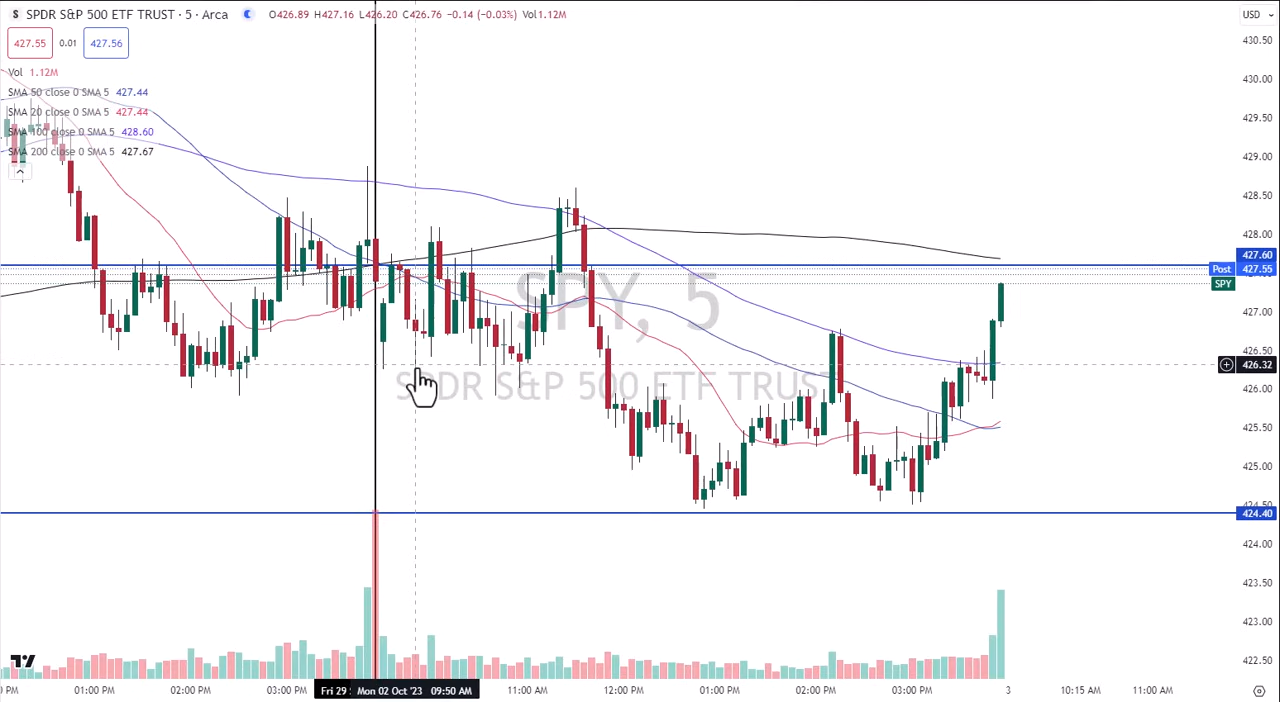 S SPDR S&P 500 ETF TRUST · 5 · Arca O426.89 H427.16 L426.20 C426.76 −0.14 (−0.03%) Vol1.12M USD
427.55 0.01 427.56
Vol 1.12M
SMA 50 close 0 SMA 5 427.44
SMA 20 close 0 SMA 5 427.44
SMA 100 close 0 SMA 5 428.60
SMA 200 close 0 SMA 5 427.67
SPY, 5
SPDR S&P 500 ETF TRUST
430.50
430.00
429.50
429.00
428.50
428.00
427.60
Post 427.55
SPY
427.00
426.50
426.32
426.00
425.50
425.00
424.50
424.40
424.00
423.50
423.00
422.50
01:00 PM 02:00 PM 03:00 PM Fri 29 Mon 02 Oct '23 09:50 AM 11:00 AM 12:00 PM 01:00 PM 03:00 PM 3 10:15 AM 11:00 AM